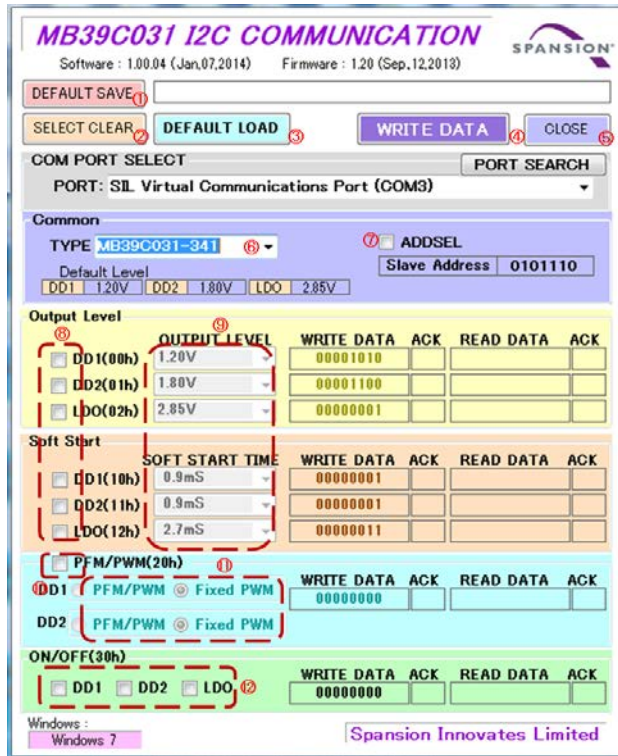 MB39C031 I2C COMMUNICATION
SPANSION
Software : 1.00.04 (Jan,07,2014) Firmware : 1.20 (Sep,12,2013)
DEFAULT SAVE ①
SELECT CLEAR ② DEFAULT LOAD ③ WRITE DATA ④ CLOSE ⑤
COM PORT SELECT PORT SEARCH
PORT: SIL Virtual Communications Port (COM3)
Common
TYPE MB39C031-341 ⑥ ⑦ ADDSEL
Default Level Slave Address 0101110
DD1 1.20V DD2 1.80V LDO 2.85V
Output Level
⑧ ⑨
OUTPUT LEVEL WRITE DATA ACK READ DATA ACK
DD1(00h) 1.20V 00001010
DD2(01h) 1.80V 00001100
LDO(02h) 2.85V 00000001
Soft Start
SOFT START TIME WRITE DATA ACK READ DATA ACK
DD1(10h) 0.9mS 00000001
DD2(11h) 0.9mS 00000001
LDO(12h) 2.7mS 00000011
PFM/PWM(20h) ⑪
WRITE DATA ACK READ DATA ACK
⑩ DD1 PFM/PWM Fixed PWM 00000000
DD2 PFM/PWM Fixed PWM
ON/OFF(30h)
WRITE DATA ACK READ DATA ACK
DD1 DD2 LDO ⑫ 00000000
Windows :
Windows 7 Spansion Innovates Limited